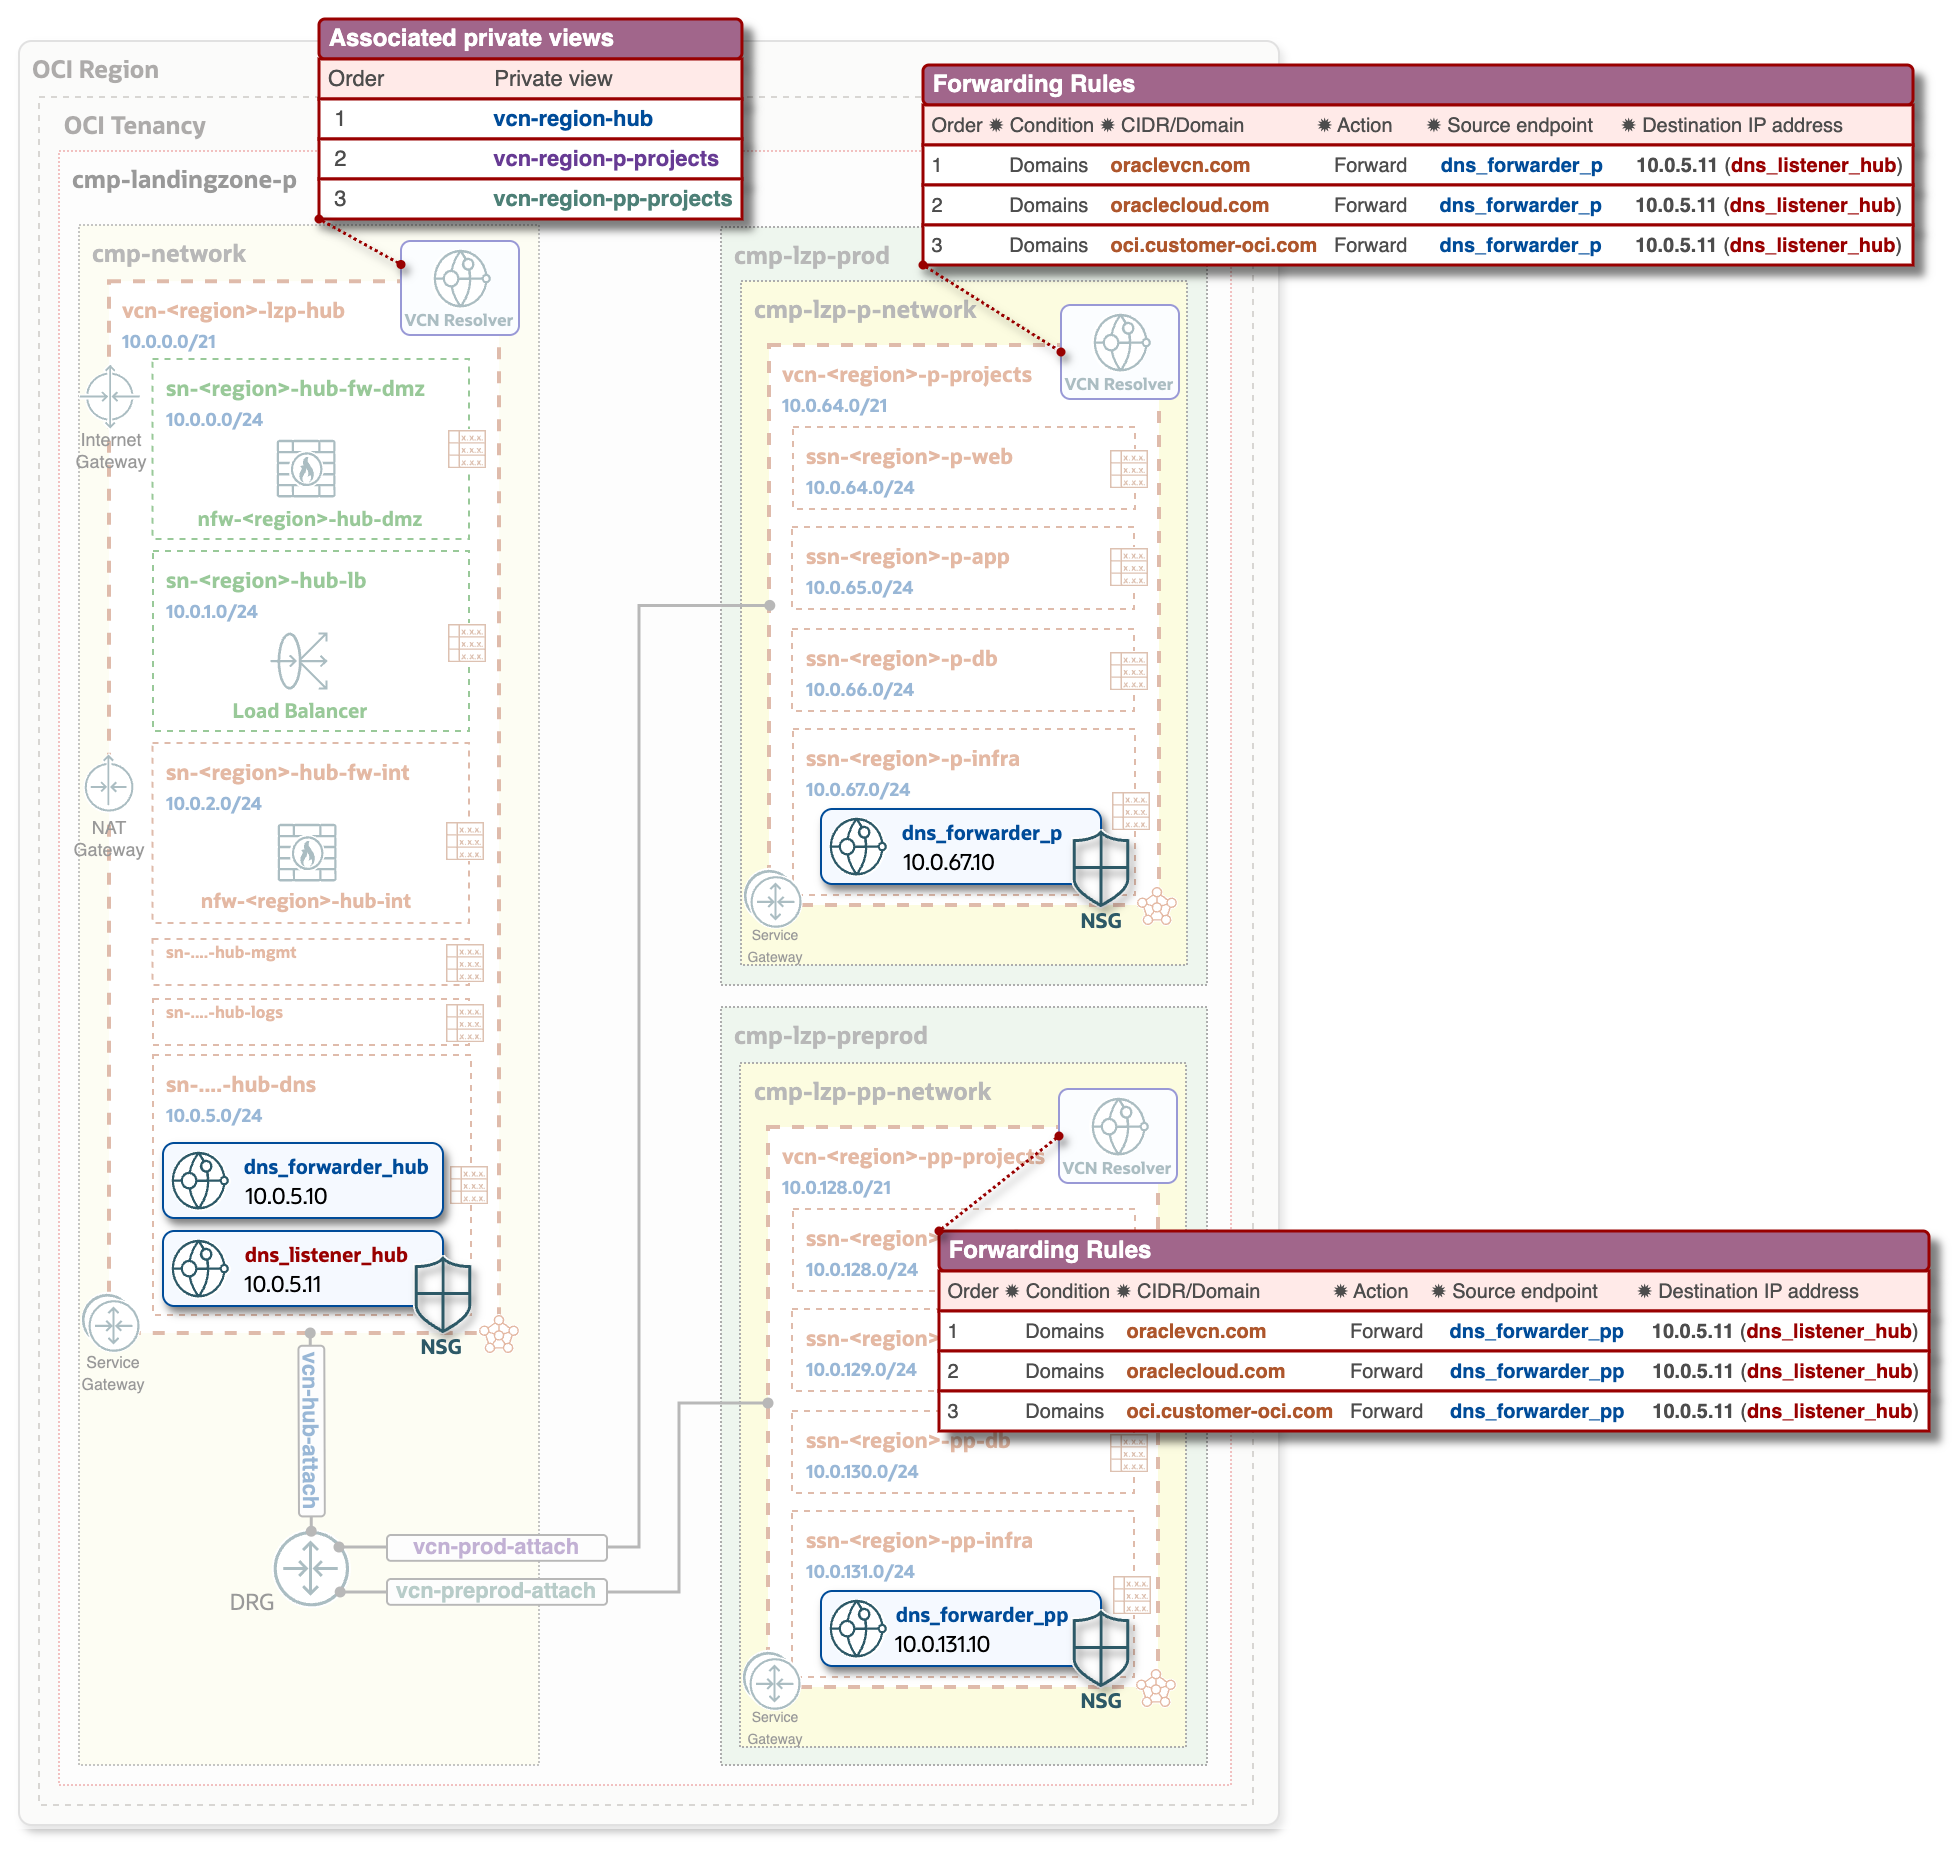 OCI Region
OCI Tenancy
cmp-landingzone-p
Associated private views
Order Private view
1 vcn-region-hub
2 vcn-region-p-projects
3 vcn-region-pp-projects
Forwarding Rules
Order ✹ Condition ✹ CIDR/Domain ✹ Action ✹ Source endpoint ✹ Destination IP address
1 Domains oraclevcn.com Forward dns_forwarder_p 10.0.5.11 (dns_listener_hub)
2 Domains oraclecloud.com Forward dns_forwarder_p 10.0.5.11 (dns_listener_hub)
3 Domains oci.customer-oci.com Forward dns_forwarder_p 10.0.5.11 (dns_listener_hub)
cmp-network
VCN Resolver
vcn-<region>-lzp-hub
10.0.0.0/21
sn-<region>-hub-fw-dmz
10.0.0.0/24
nfw-<region>-hub-dmz
Internet
Gateway
sn-<region>-hub-lb
10.0.1.0/24
Load Balancer
sn-<region>-hub-fw-int
10.0.2.0/24
nfw-<region>-hub-int
NAT
Gateway
sn-....-hub-mgmt
sn-....-hub-logs
sn-....-hub-dns
10.0.5.0/24
dns_forwarder_hub
10.0.5.10
dns_listener_hub
10.0.5.11
NSG
Service
Gateway
vcn-hub-attach
DRG
vcn-prod-attach
vcn-preprod-attach
cmp-lzp-prod
cmp-lzp-p-network
VCN Resolver
vcn-<region>-p-projects
10.0.64.0/21
ssn-<region>-p-web
10.0.64.0/24
ssn-<region>-p-app
10.0.65.0/24
ssn-<region>-p-db
10.0.66.0/24
ssn-<region>-p-infra
10.0.67.0/24
dns_forwarder_p
10.0.67.10
NSG
Service
Gateway
cmp-lzp-preprod
cmp-lzp-pp-network
VCN Resolver
vcn-<region>-pp-projects
10.0.128.0/21
ssn-<region>
10.0.128.0/24
ssn-<region>
10.0.129.0/24
Forwarding Rules
Order ✹ Condition ✹ CIDR/Domain ✹ Action ✹ Source endpoint ✹ Destination IP address
1 Domains oraclevcn.com Forward dns_forwarder_pp 10.0.5.11 (dns_listener_hub)
2 Domains oraclecloud.com Forward dns_forwarder_pp 10.0.5.11 (dns_listener_hub)
3 Domains oci.customer-oci.com Forward dns_forwarder_pp 10.0.5.11 (dns_listener_hub)
ssn-<region>-pp-db
10.0.130.0/24
ssn-<region>-pp-infra
10.0.131.0/24
dns_forwarder_pp
10.0.131.10
NSG
Service
Gateway